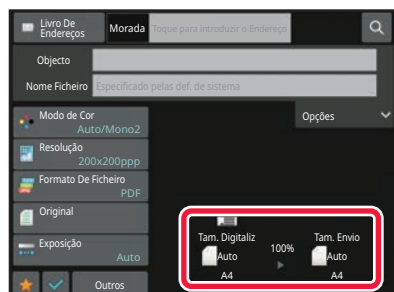 Livro De
Endereços
Morada
Toque para introduzir o Endereço
Objecto
Nome Ficheiro
Especificado pelas def. de sistema
Modo de Cor
Auto/Mono2
Opções
Resolução
200x200ppp
Formato De Ficheiro
PDF
Original
Exposição
Auto
Tam. Digitaliz
Auto
A4
100%
Tam. Envio
Auto
A4
Outros